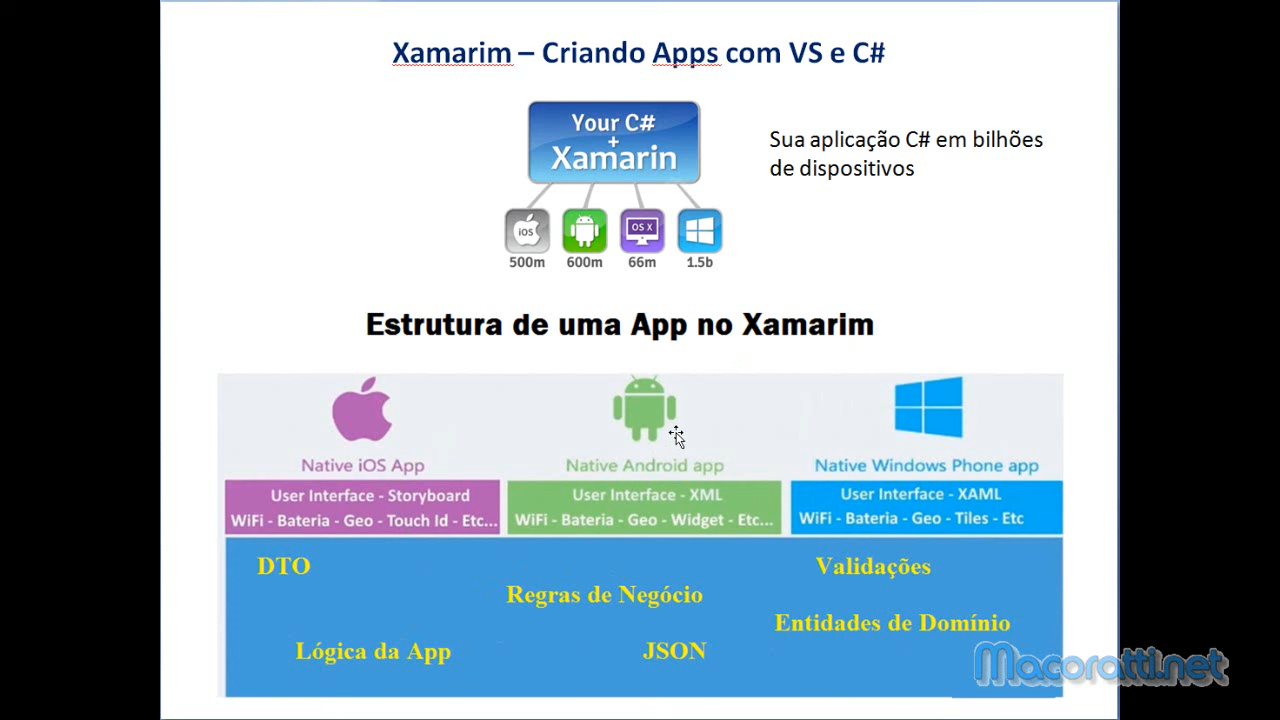 Xamarim – Criando Apps com VS e C#
Your C#
+
Xamarin
Sua aplicação C# em bilhões
de dispositivos
iOS
OS X
500m 600m 66m 1.5b
Estrutura de uma App no Xamarim
Native iOS App
Native Android app
Native Windows Phone app
User Interface - Storyboard
WiFi - Bateria - Geo - Touch Id - Etc...
User Interface - XML
WiFi - Bateria - Geo - Widget - Etc...
User Interface - XAML
WiFi - Bateria - Geo - Tiles - Etc
DTO
Validações
Regras de Negócio
Entidades de Domínio
Lógica da App
JSON
Macoratti.net